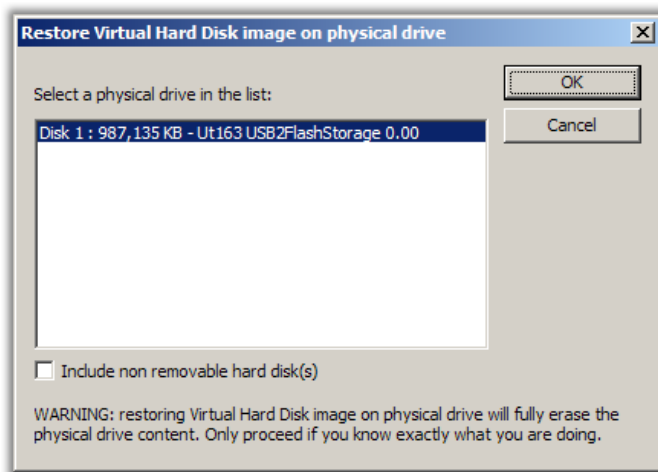 Restore Virtual Hard Disk image on physical drive
Select a physical drive in the list:
OK
Disk 1 : 987,135 KB - Ut163 USB2FlashStorage 0.00
Cancel
Include non removable hard disk(s)
WARNING: restoring Virtual Hard Disk image on physical drive will fully erase the
physical drive content. Only proceed if you know exactly what you are doing.